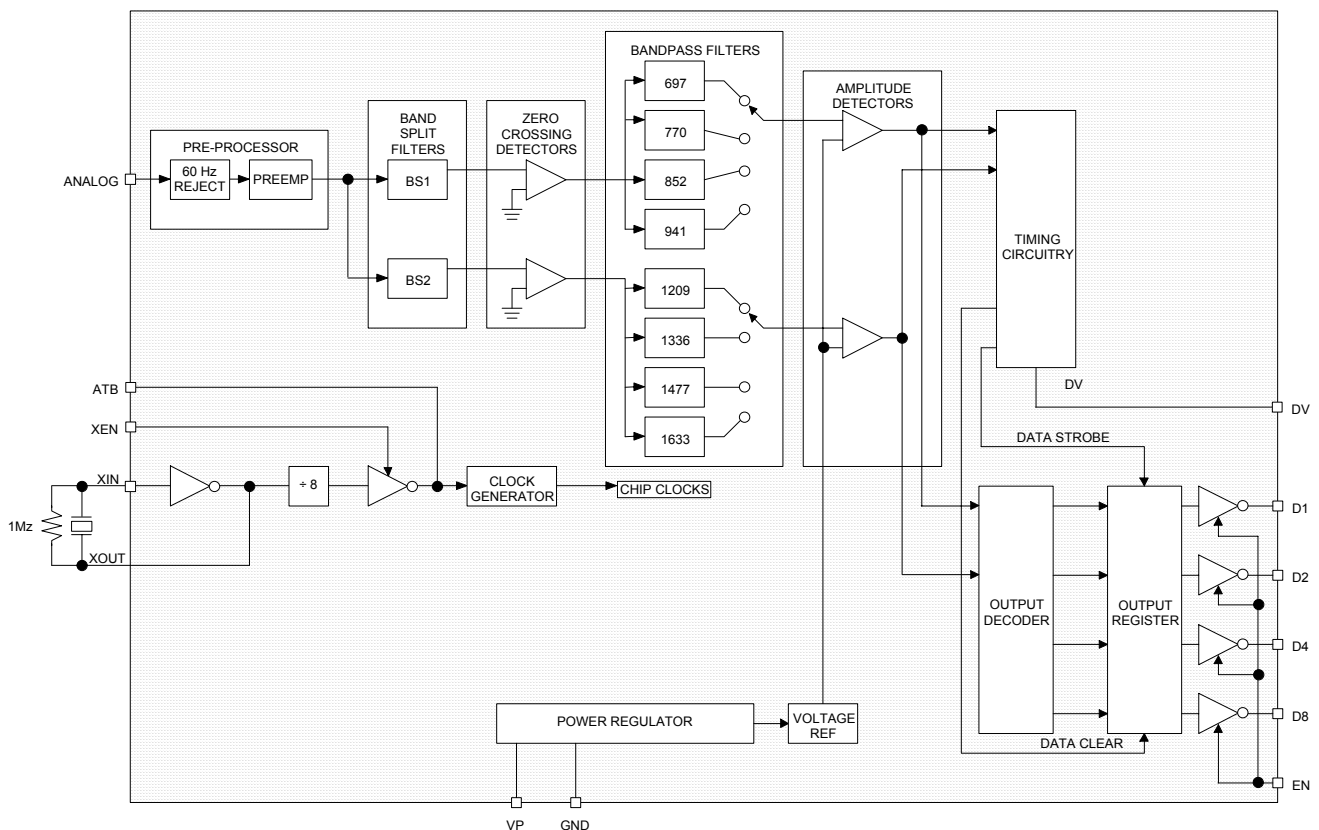 BANDPASS FILTERS
697
770
852
941
1209
1336
1477
1633
AMPLITUDE
DETECTORS
BAND
SPLIT
FILTERS
BS1
BS2
ZERO
CROSSING
DETECTORS
PRE-PROCESSOR
60 Hz
REJECT
PREEMP
ANALOG
TIMING
CIRCUITRY
DV
DV
DATA STROBE
ATB
XEN
XIN
1Mz
XOUT
÷ 8
CLOCK
GENERATOR
CHIP CLOCKS
OUTPUT
DECODER
OUTPUT
REGISTER
D1
D2
D4
D8
EN
DATA CLEAR
POWER REGULATOR
VOLTAGE
REF
VP
GND